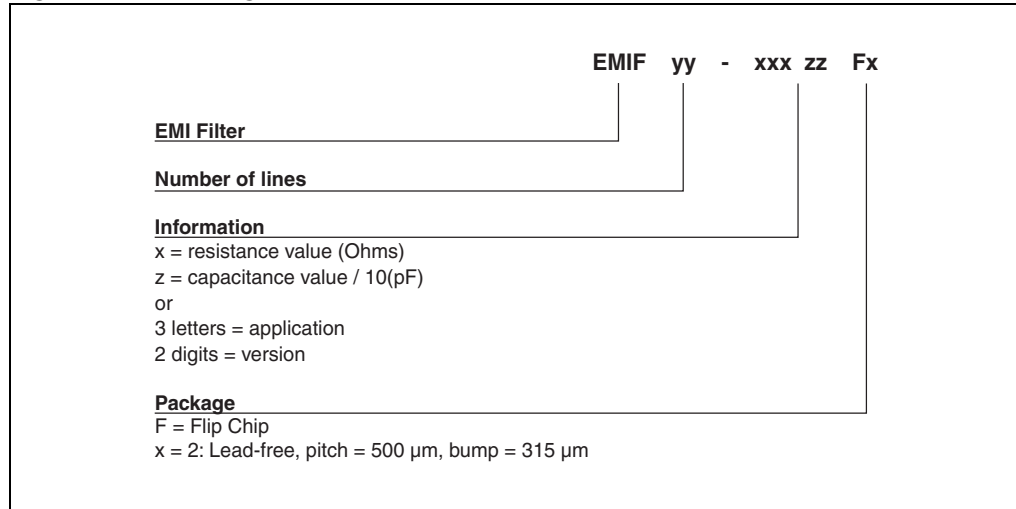 EMIF yy - xxx zz Fx
EMI Filter
Number of lines
Information
x = resistance value (Ohms)
z = capacitance value / 10(pF)
or
3 letters = application
2 digits = version
Package
F = Flip Chip
x = 2: Lead-free, pitch = 500 µm, bump = 315 µm